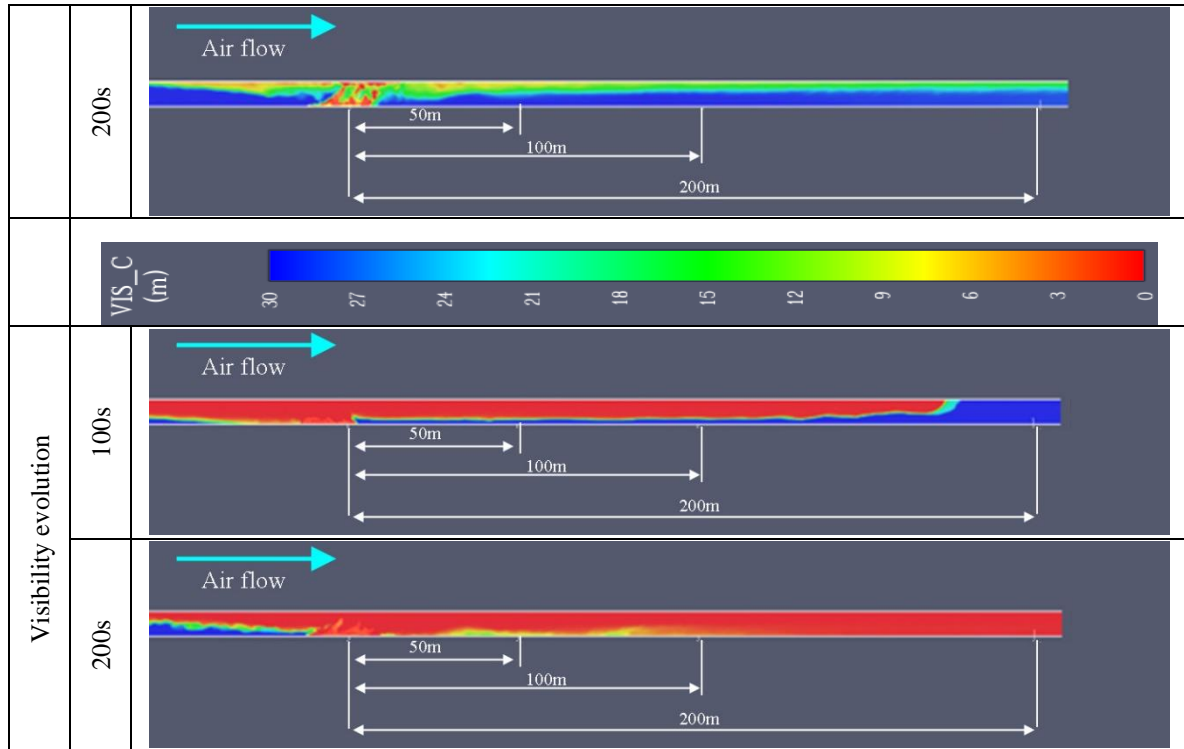 200s
Air flow
50m
100m
200m
VIS_C
(m)
30 27 24 21 18 15 12 9 6 3 0
Visibility evolution
100s
Air flow
50m
100m
200m
200s
Air flow
50m
100m
200m